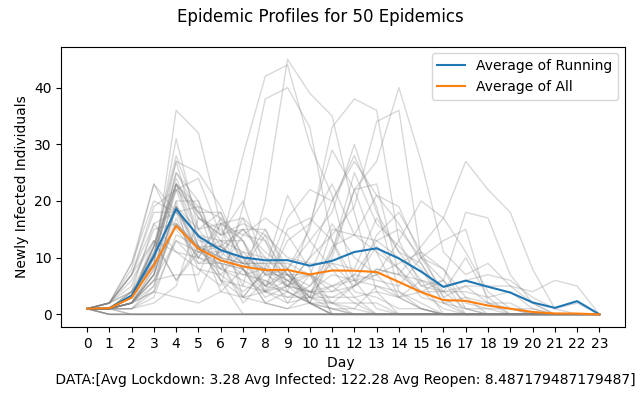 Epidemic Profiles for 50 Epidemics
Average of Running
Average of All
Newly Infected Individuals
40
30
20
10
0
0 1 2 3 4 5 6 7 8 9 10 11 12 13 14 15 16 17 18 19 20 21 22 23
Day
DATA:[Avg Lockdown: 3.28 Avg Infected: 122.28 Avg Reopen: 8.487179487179487]